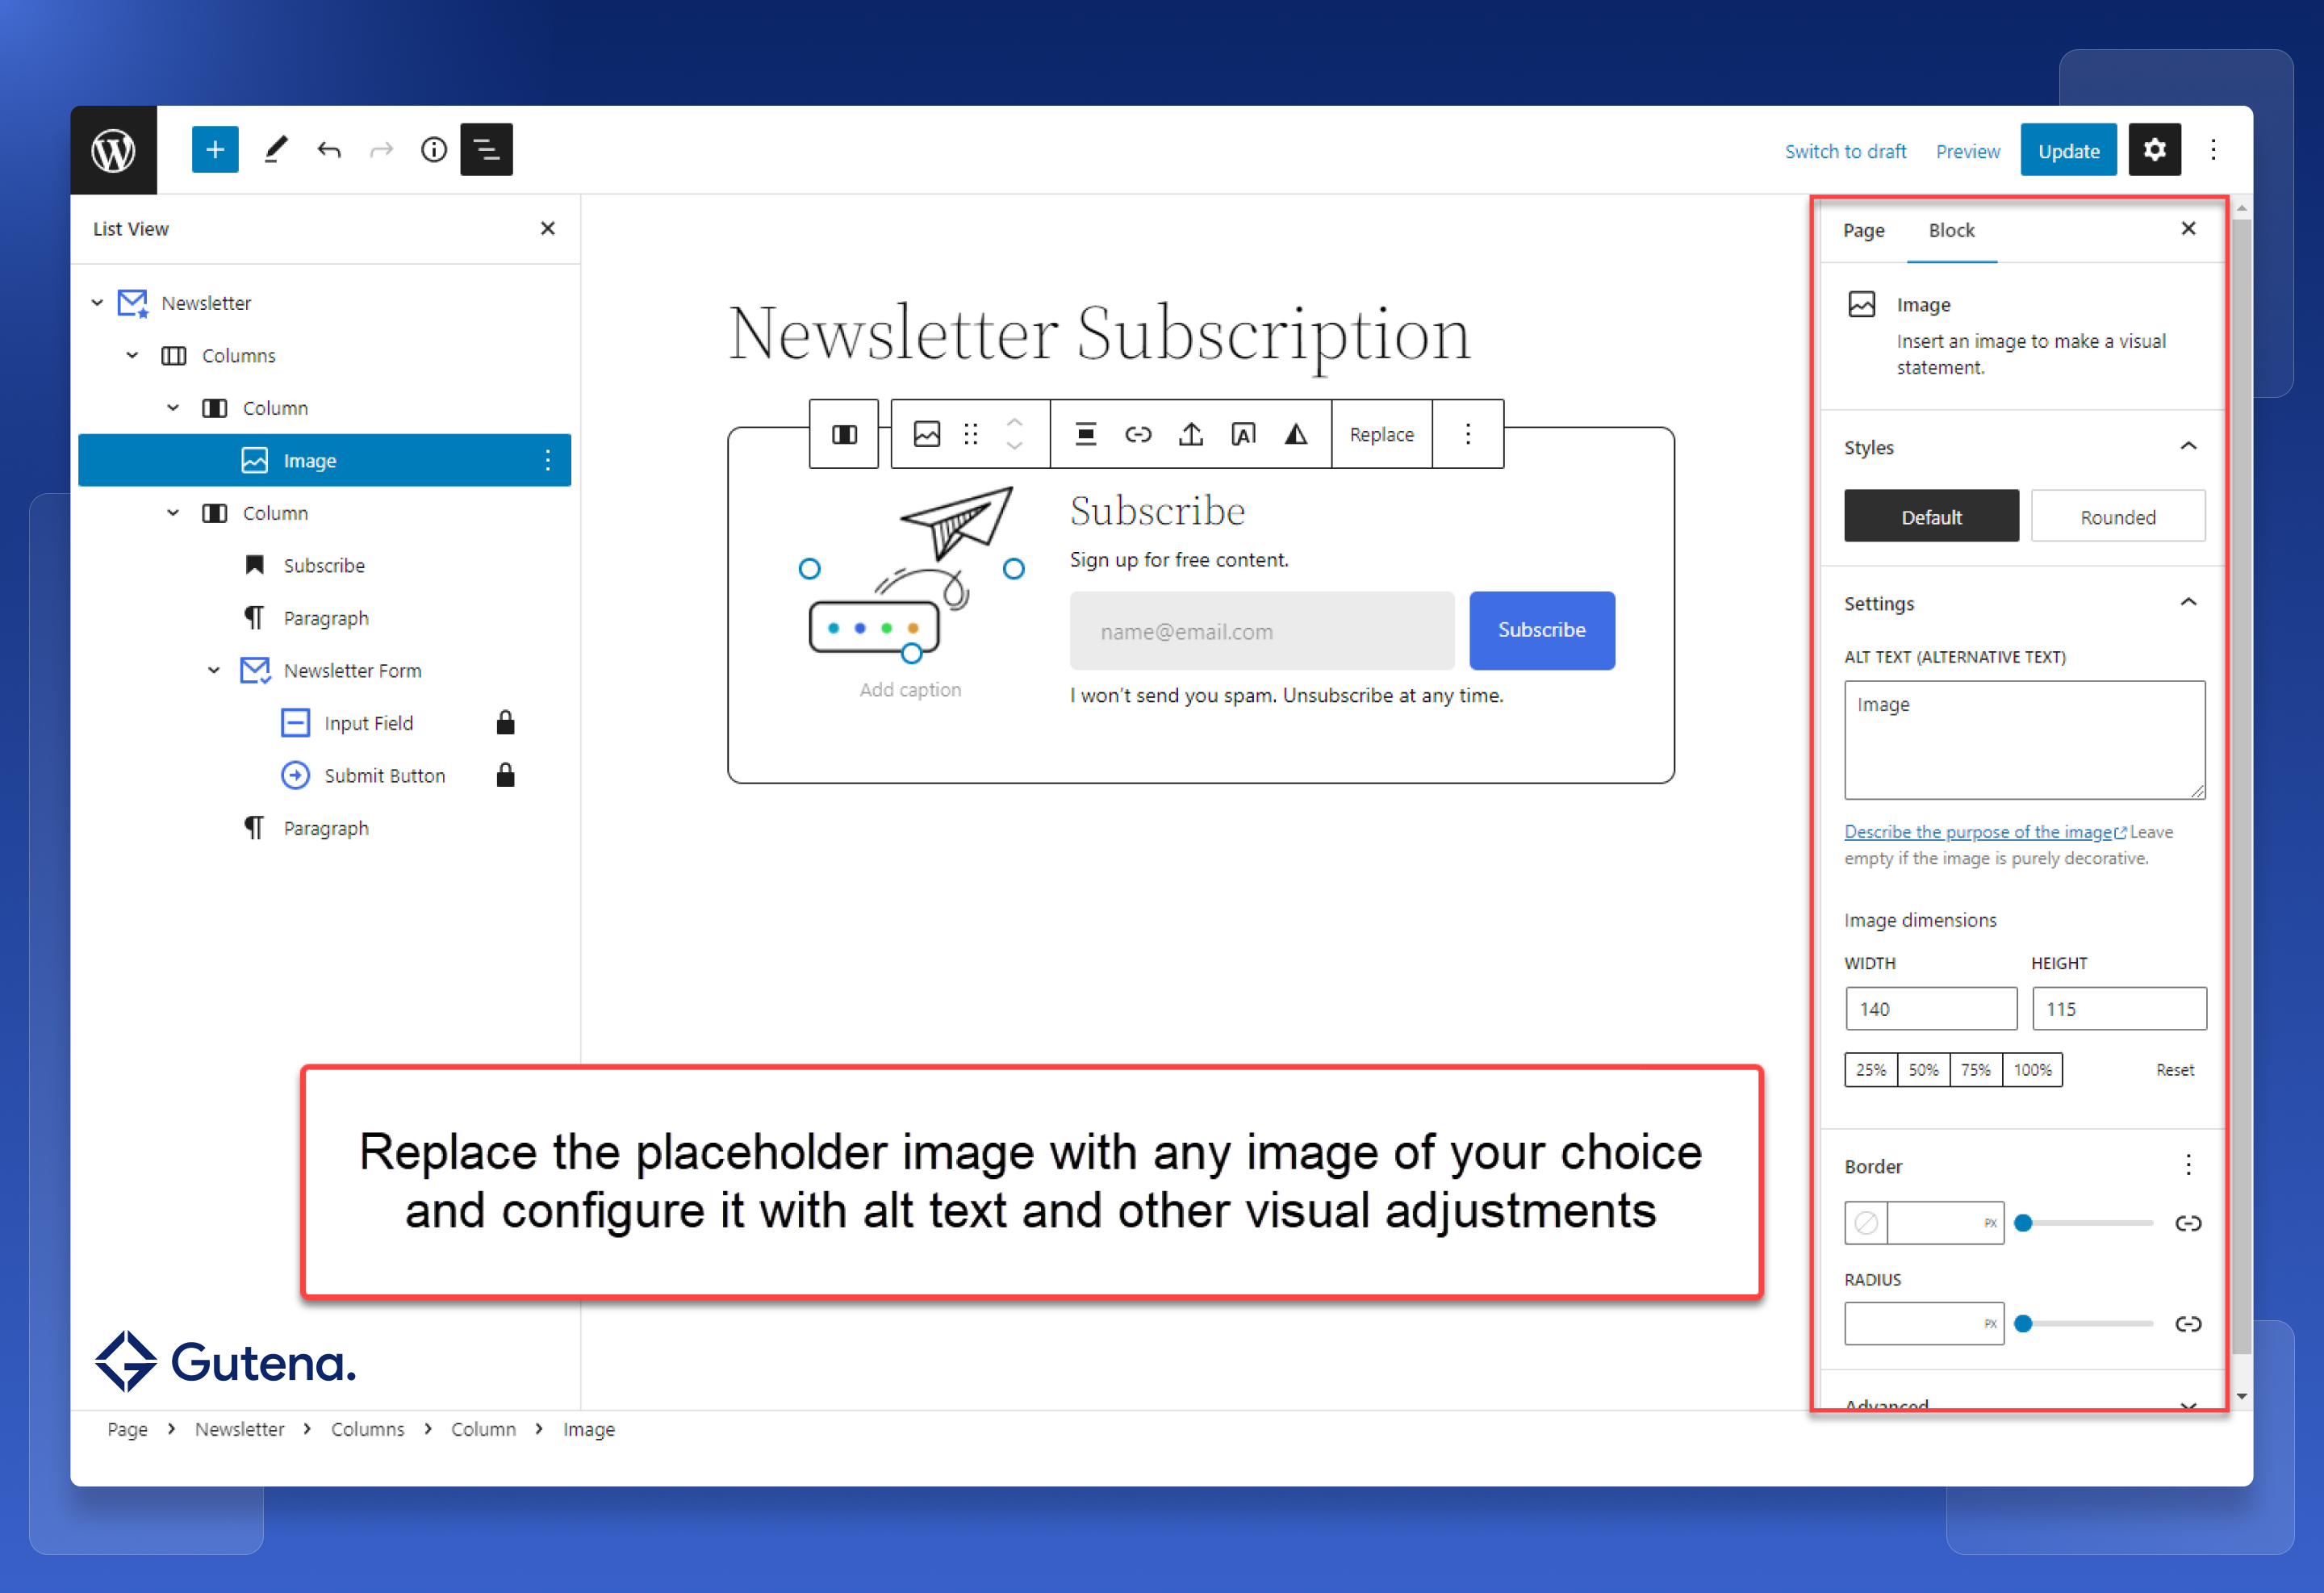 Switch to draft
Preview
Update
List View
Newsletter
Columns
Column
Image
Column
Subscribe
Paragraph
Newsletter Form
Input Field
Submit Button
Paragraph
Newsletter Subscription
Replace
Subscribe
Sign up for free content.
name@email.com
Subscribe
Add caption
I won't send you spam. Unsubscribe at any time.
Page
Block
Image
Insert an image to make a visual
statement.
Styles
Default
Rounded
Settings
ALT TEXT (ALTERNATIVE TEXT)
Image
Describe the purpose of the image Leave
empty if the image is purely decorative.
Image dimensions
WIDTH
HEIGHT
140
115
25%
50%
75%
100%
Reset
Border
PX
RADIUS
PX
Advanced
Replace the placeholder image with any image of your choice
and configure it with alt text and other visual adjustments
Gutena.
Page > Newsletter > Columns > Column > Image